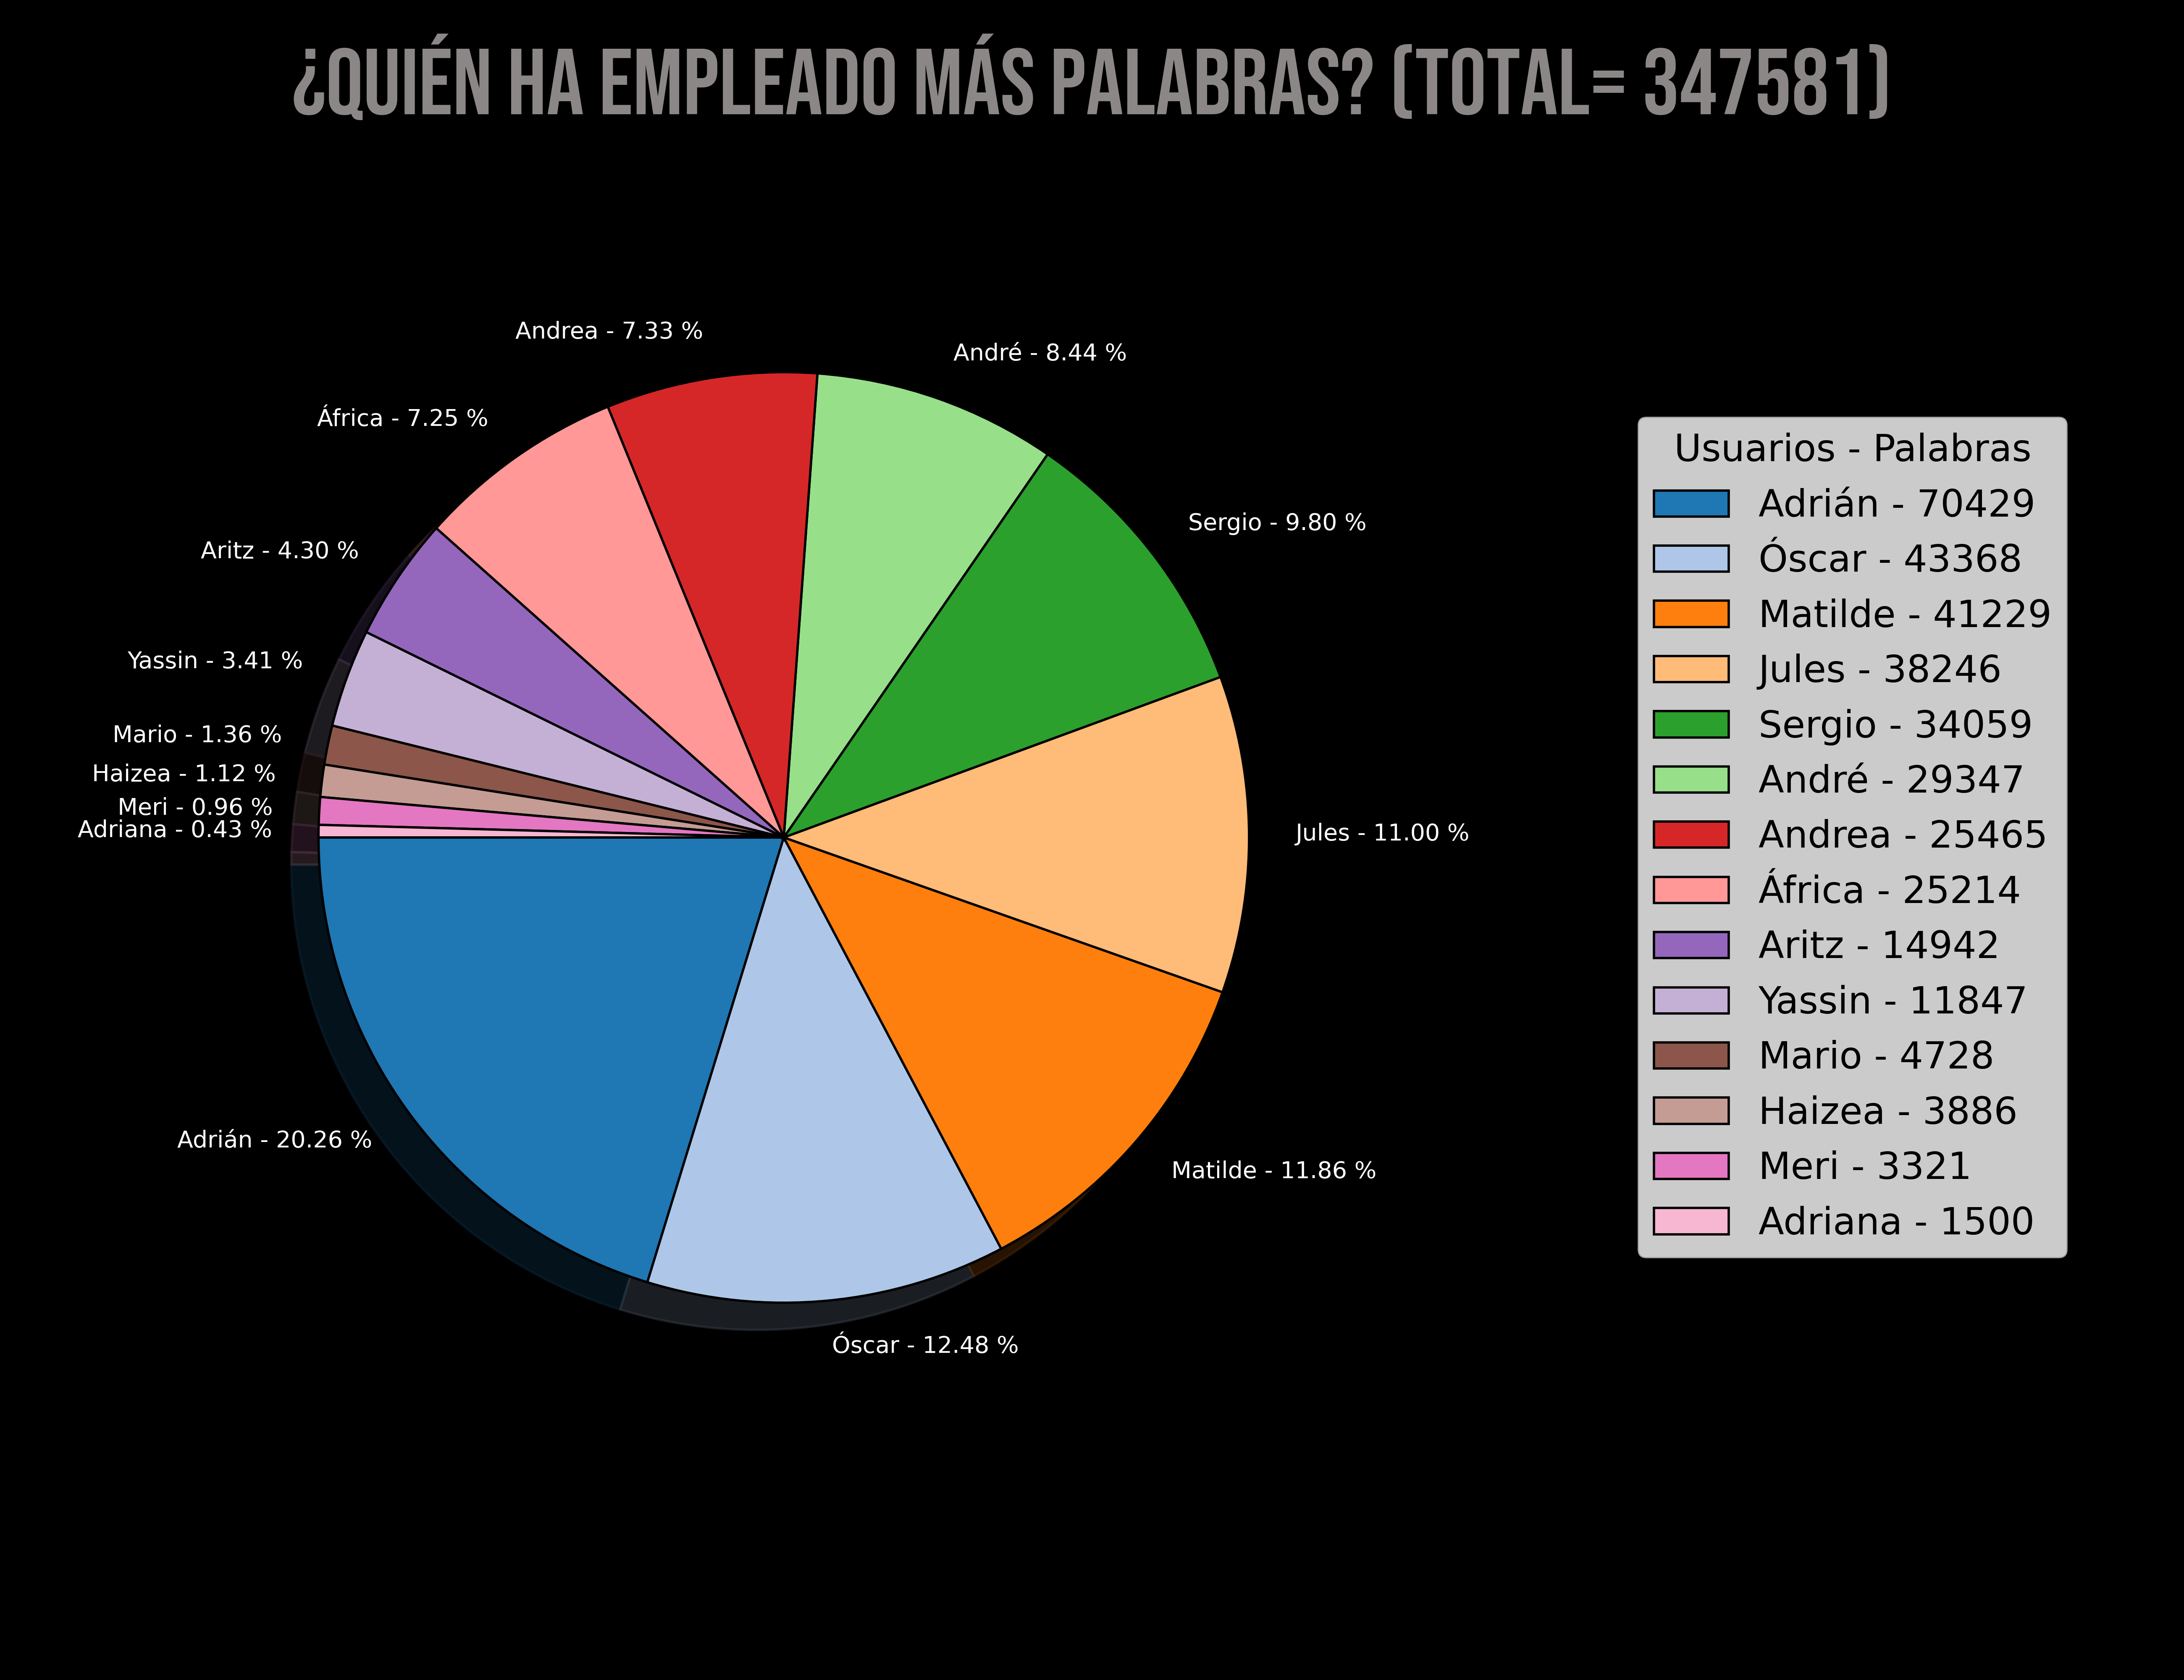 ¿QUIÉN HA EMPLEADO MÁS PALABRAS? (TOTAL= 347581)
Andrea - 7.33 %
André - 8.44 %
África - 7.25 %
Sergio - 9.80 %
Aritz - 4.30 %
Yassin - 3.41 %
Mario - 1.36 %
Haizea - 1.12 %
Meri - 0.96 %
Adriana - 0.43 %
Jules - 11.00 %
Adrián - 20.26 %
Matilde - 11.86 %
Óscar - 12.48 %
Usuarios - Palabras
Adrián - 70429
Óscar - 43368
Matilde - 41229
Jules - 38246
Sergio - 34059
André - 29347
Andrea - 25465
África - 25214
Aritz - 14942
Yassin - 11847
Mario - 4728
Haizea - 3886
Meri - 3321
Adriana - 1500